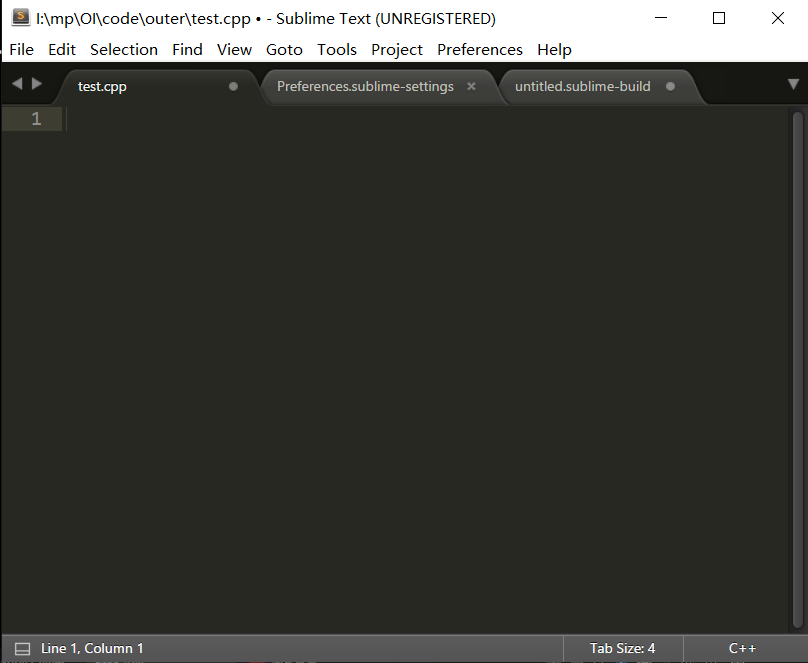 I:\mp\OI\code\outer\test.cpp • - Sublime Text (UNREGISTERED)
File Edit Selection Find View Goto Tools Project Preferences Help
test.cpp Preferences.sublime-settings untitled.sublime-build
1
Line 1, Column 1 Tab Size: 4 C++